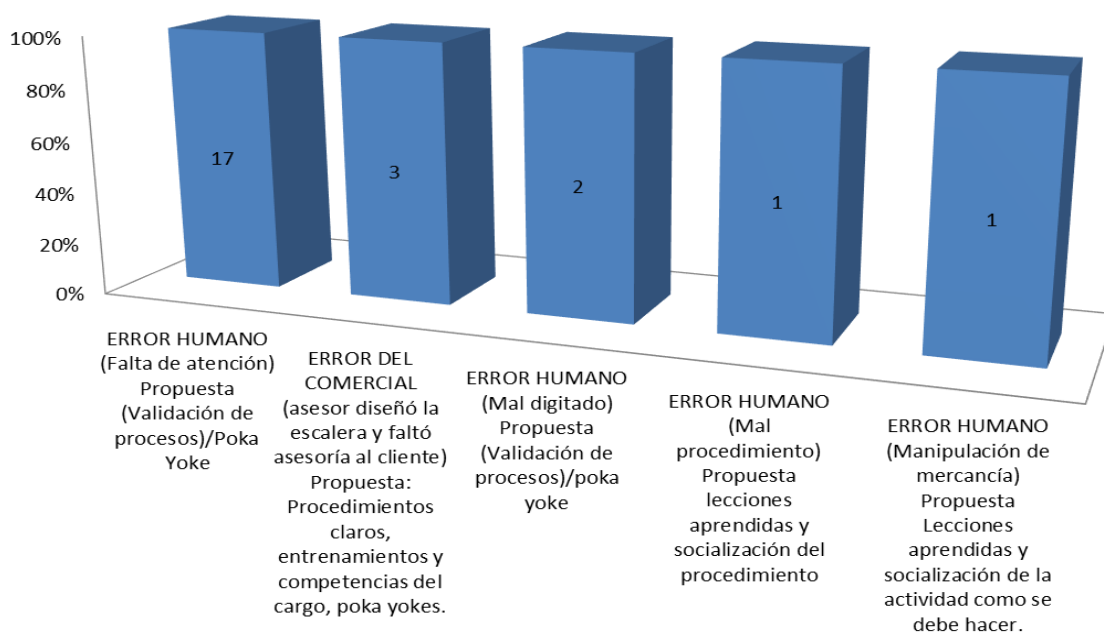 100%
80%
60%
40%
20%
0%
17
3
2
1
1
ERROR HUMANO
(Falta de atención)
Propuesta
(Validación de
procesos)/Poka
Yoke
ERROR DEL
COMERCIAL
(asesor diseñó la
escalera y faltó
asesoría al cliente)
Propuesta:
Procedimientos
claros,
entrenamientos y
competencias del
cargo, poka yokes.
ERROR HUMANO
(Mal digitado)
Propuesta
(Validación de
procesos)/poka
yoke
ERROR HUMANO
(Mal
procedimiento)
Propuesta
lecciones
aprendidas y
socialización del
procedimiento
ERROR HUMANO
(Manipulación de
mercancía)
Propuesta
Lecciones
aprendidas y
socialización de la
actividad como se
debe hacer.